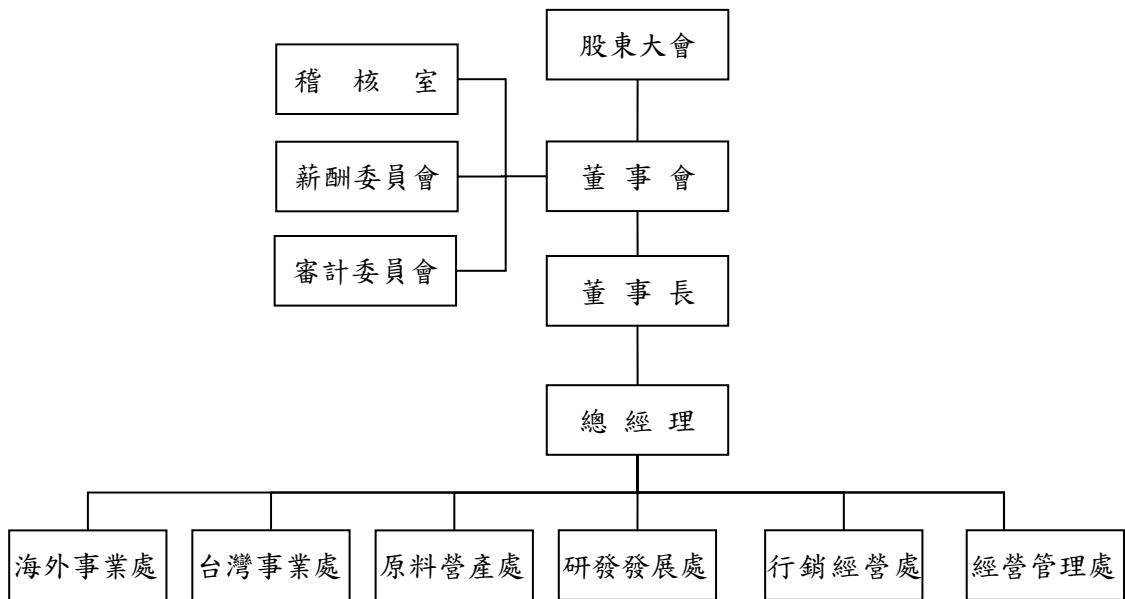 股東大會
稽核室
薪酬委員會
董事會
審計委員會
董事長
總經理
海外事業處
台灣事業處
原料營產處
研發發展處
行銷經營處
經營管理處